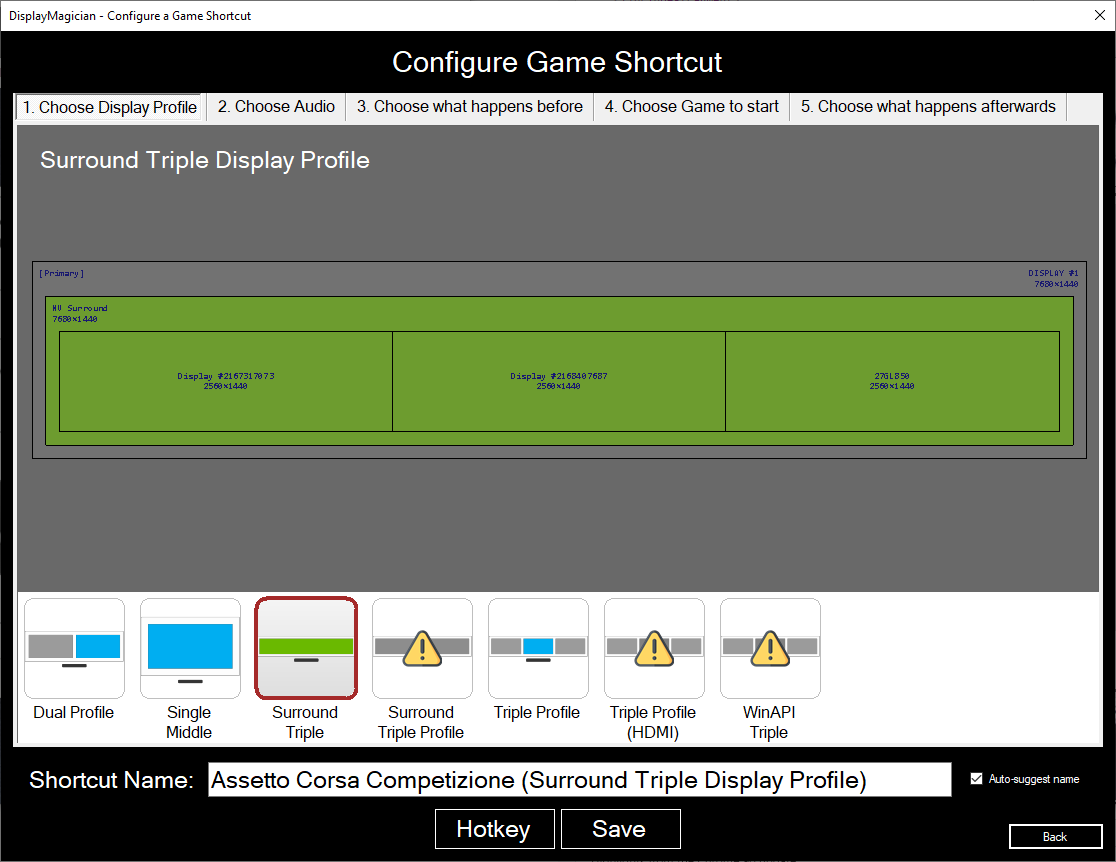 DisplayMagician - Configure a Game Shortcut
Configure Game Shortcut
1. Choose Display Profile
2. Choose Audio
3. Choose what happens before
4. Choose Game to start
5. Choose what happens afterwards
Surround Triple Display Profile
[Primary]
DISPLAY #1
7680×1440
NV Surround
7680×1440
Display #2167317073
2560×1440
Display #2168407687
2560×1440
27GL850
2560×1440
Dual Profile
Single
Middle
Surround
Triple
Surround
Triple Profile
Triple Profile
Triple Profile
(HDMI)
WinAPI
Triple
Shortcut Name:
Assetto Corsa Competizione (Surround Triple Display Profile)
Auto-suggest name
Hotkey
Save
Back